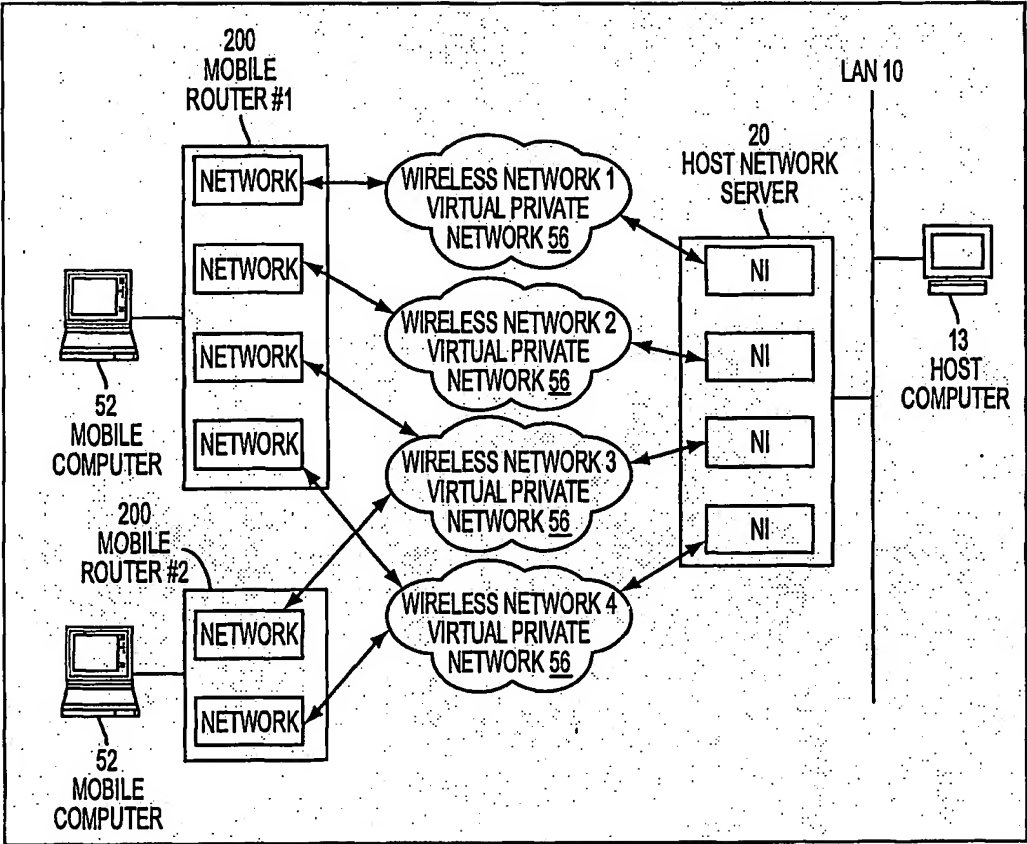 200
MOBILE
ROUTER #1
NETWORK
NETWORK
NETWORK
NETWORK
52
MOBILE
COMPUTER
200
MOBILE
ROUTER #2
NETWORK
NETWORK
52
MOBILE
COMPUTER
WIRELESS NETWORK 1
VIRTUAL PRIVATE
NETWORK 56
WIRELESS NETWORK 2
VIRTUAL PRIVATE
NETWORK 56
WIRELESS NETWORK 3
VIRTUAL PRIVATE
NETWORK 56
WIRELESS NETWORK 4
VIRTUAL PRIVATE
NETWORK 56
20
HOST NETWORK
SERVER
NI
NI
NI
NI
LAN 10
13
HOST
COMPUTER